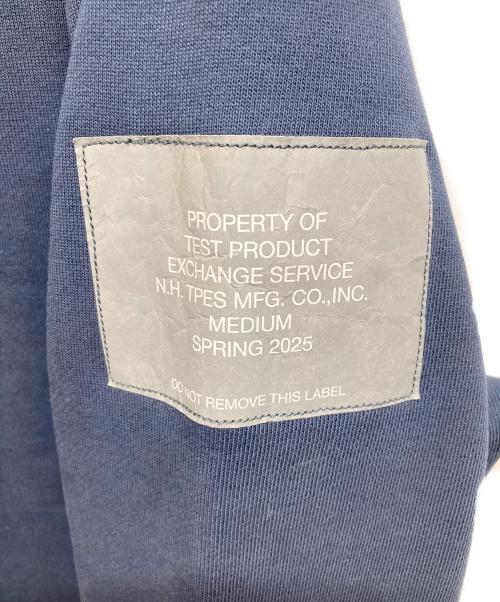 PROPERTY OF
TEST PRODUCT
EXCHANGE SERVICE
N.H. TPES MFG. CO.,INC.
MEDIUM
SPRING 2025
DO NOT REMOVE THIS LABEL